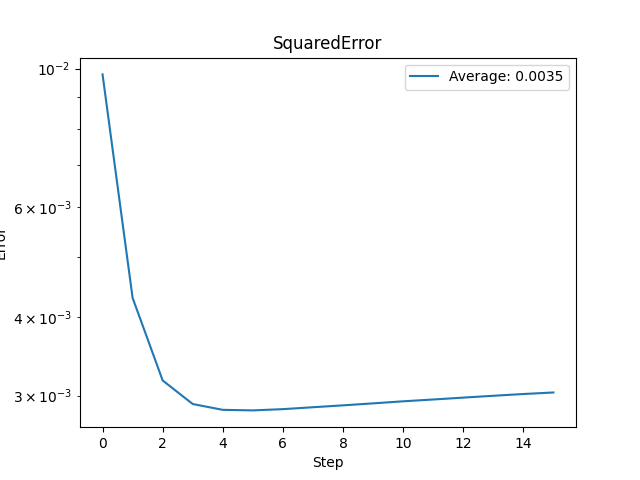 SquaredError
Average: 0.0035
10⁻²
6 × 10⁻³
4 × 10⁻³
3 × 10⁻³
Error
0 2 4 6 8 10 12 14
Step